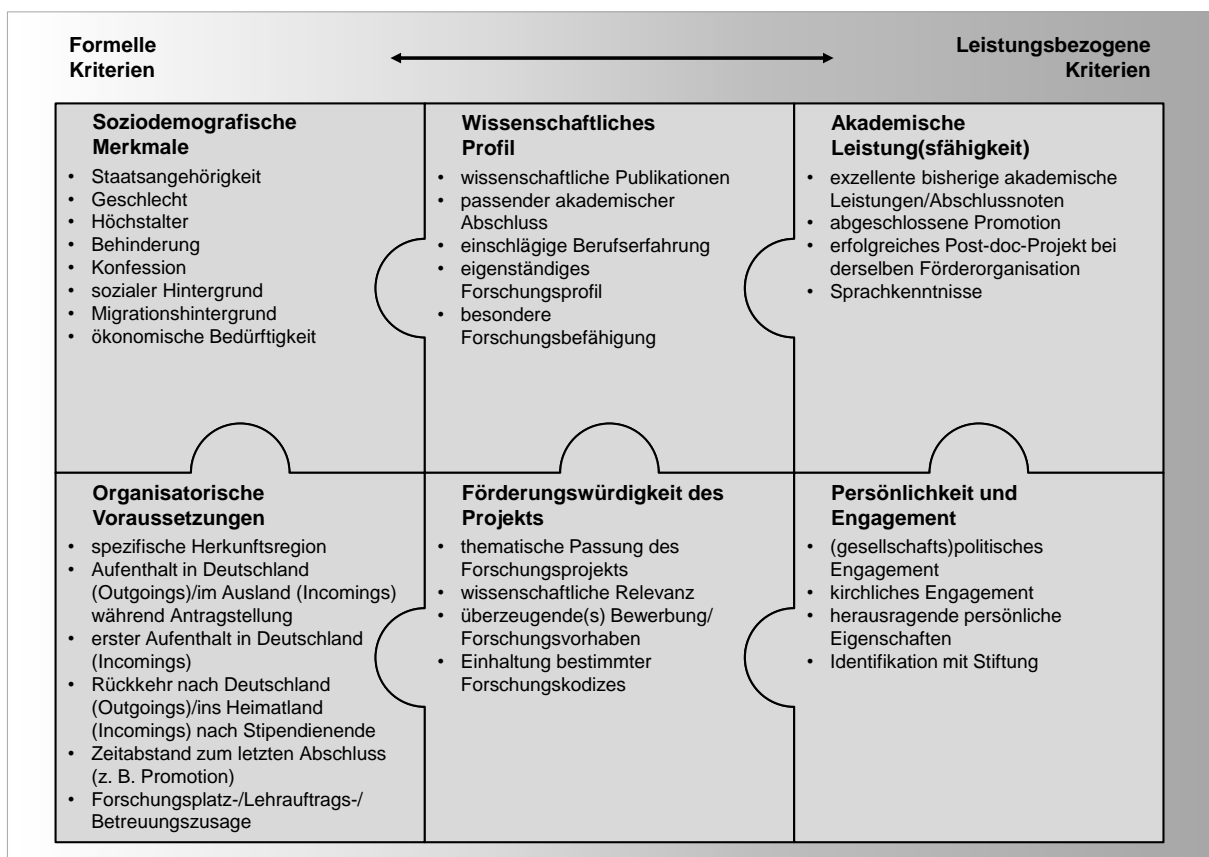 Formelle
Kriterien
Leistungsbezogene
Kriterien
Soziodemografische
Merkmale
• Staatsangehörigkeit
• Geschlecht
• Höchstalter
• Behinderung
• Konfession
• sozialer Hintergrund
• Migrationshintergrund
• ökonomische Bedürftigkeit
Wissenschaftliches
Profil
• wissenschaftliche Publikationen
• passender akademischer
Abschluss
• einschlägige Berufserfahrung
• eigenständiges
Forschungsprofil
• besondere
Forschungsbefähigung
Akademische
Leistung(sfähigkeit)
• exzellente bisherige akademische
Leistungen/Abschlussnoten
• abgeschlossene Promotion
• erfolgreiches Post-doc-Projekt bei
derselben Förderorganisation
• Sprachkenntnisse
Organisatorische
Voraussetzungen
• spezifische Herkunftsregion
• Aufenthalt in Deutschland
(Outgoings)/im Ausland (Incomings)
während Antragstellung
• erster Aufenthalt in Deutschland
(Incomings)
• Rückkehr nach Deutschland
(Outgoings)/ins Heimatland
(Incomings) nach Stipendienende
• Zeitabstand zum letzten Abschluss
(z. B. Promotion)
• Forschungsplatz-/Lehrauftrags-/
Betreuungszusage
Förderungswürdigkeit des
Projekts
• thematische Passung des
Forschungsprojekts
• wissenschaftliche Relevanz
• überzeugende(s) Bewerbung/
Forschungsvorhaben
• Einhaltung bestimmter
Forschungskodizes
Persönlichkeit und
Engagement
• (gesellschafts)politisches
Engagement
• kirchliches Engagement
• herausragende persönliche
Eigenschaften
• Identifikation mit Stiftung